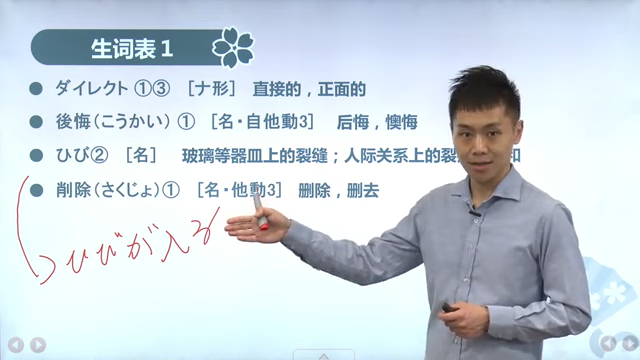 生词表1
● ダイレクト ①③ [ナ形] 直接的，正面的
● 後悔（こうかい）① [名・自他動3] 后悔，懊悔
● ひび② [名] 玻璃等器皿上的裂缝；人际关系上的裂 和
● 削除（さくじょ）① [名・他動3] 删除，删去
ひびが入る